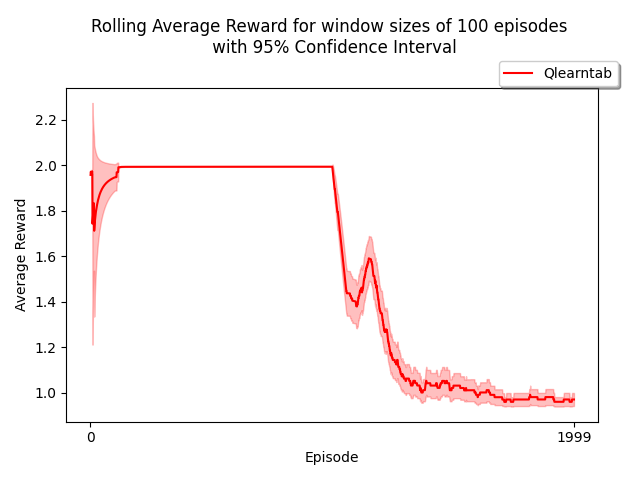 Rolling Average Reward for window sizes of 100 episodes
with 95% Confidence Interval
Qlearntab
2.2
2.0
1.8
1.6
1.4
1.2
1.0
Average Reward
0
1999
Episode